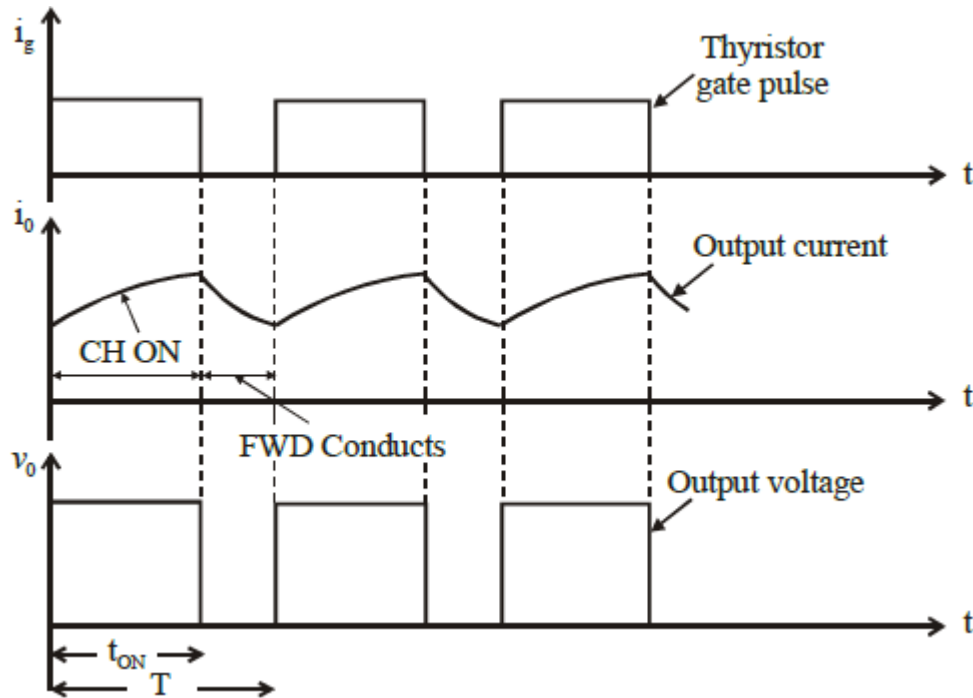 i_g
Thyristor
gate pulse
t
i_0
Output current
CH ON
t
FWD Conducts
v_0
Output voltage
t
t_ON
T